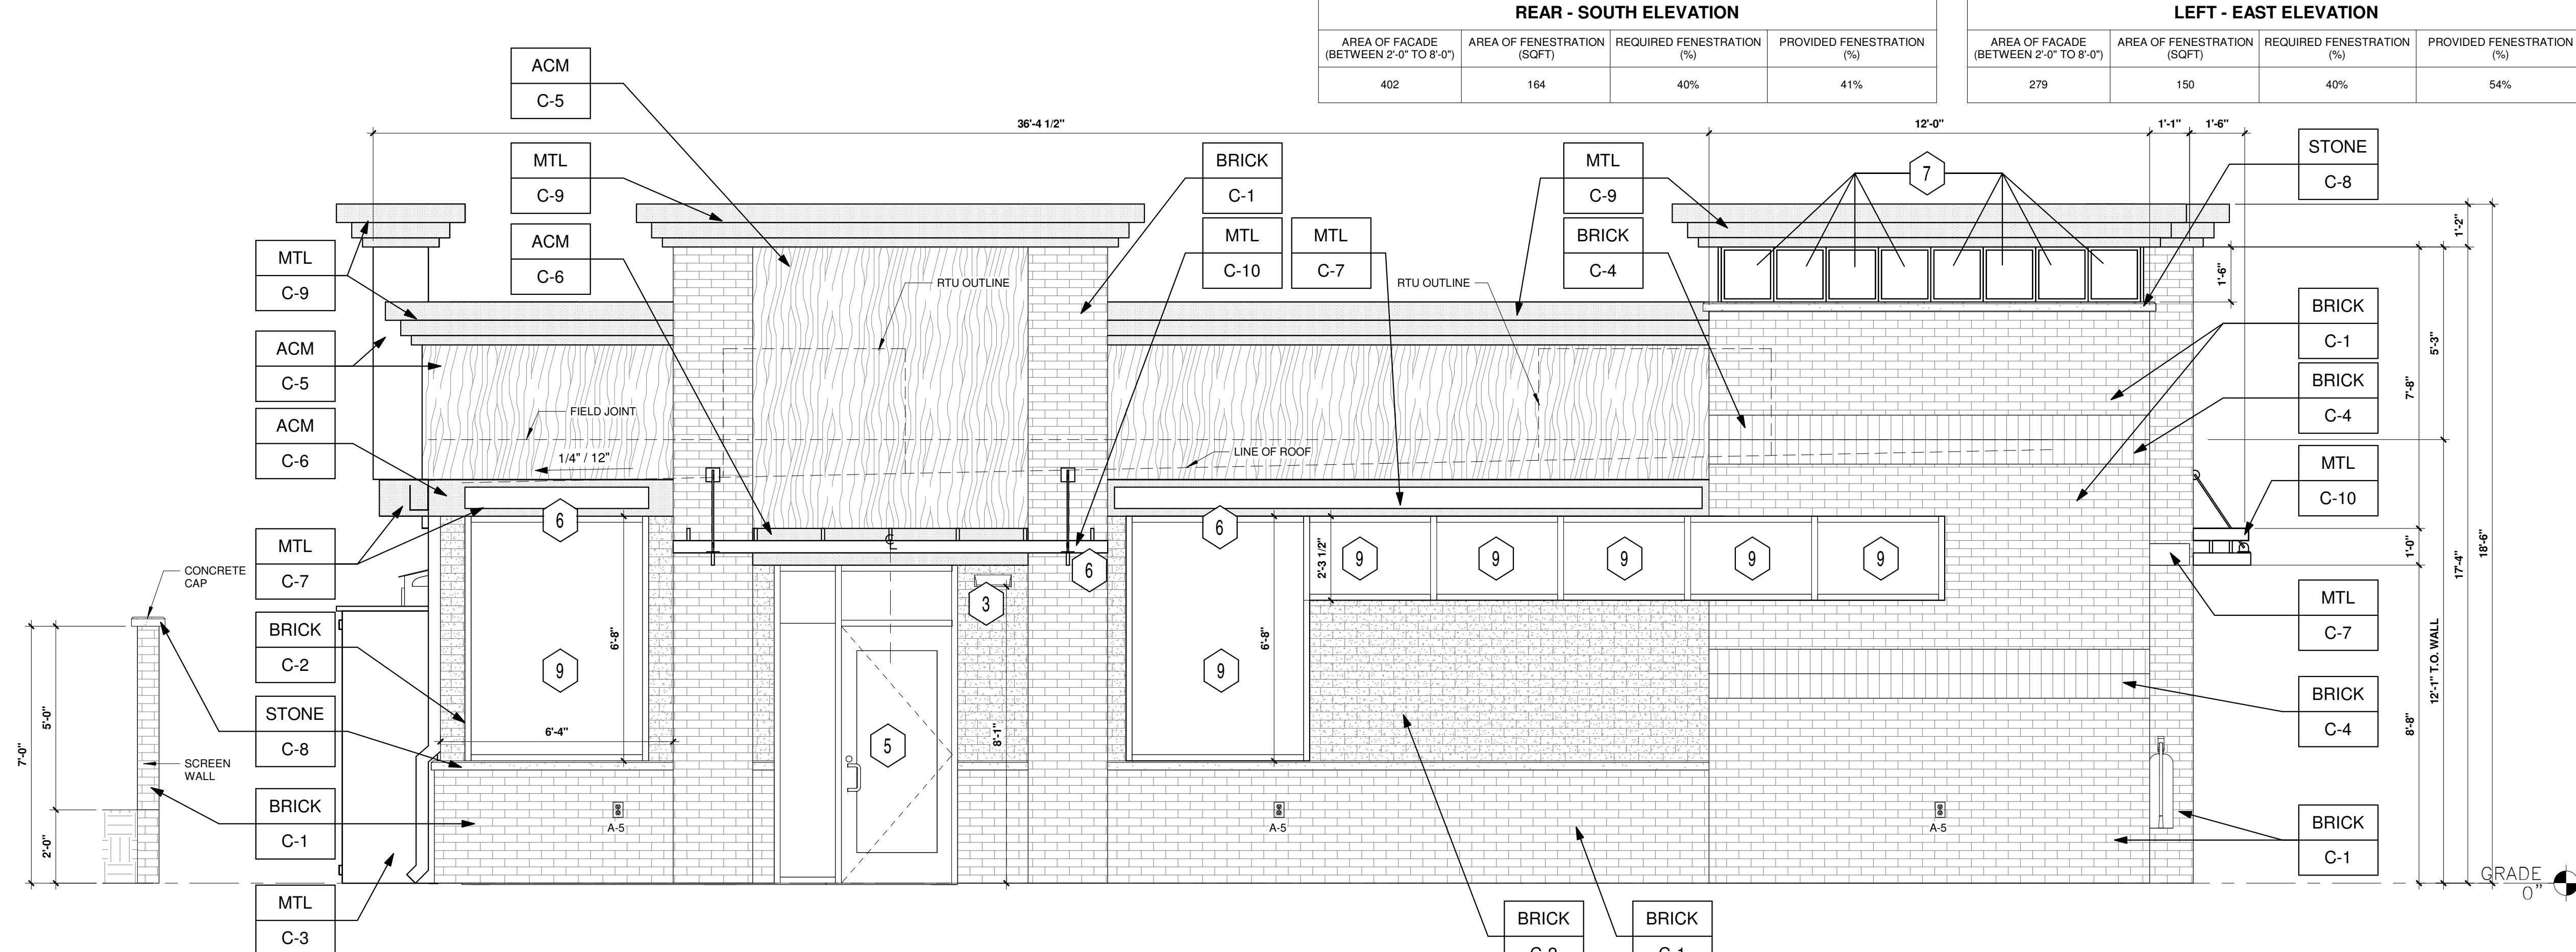 REAR - SOUTH ELEVATION
AREA OF FACADE
(BETWEEN 2'-0" TO 8'-0")
AREA OF FENESTRATION
(SQFT)
REQUIRED FENESTRATION
(%)
PROVIDED FENESTRATION
(%)
402
164
40%
41%
LEFT - EAST ELEVATION
AREA OF FACADE
(BETWEEN 2'-0" TO 8'-0")
AREA OF FENESTRATION
(SQFT)
REQUIRED FENESTRATION
(%)
PROVIDED FENESTRATION
(%)
279
150
40%
54%
36'-4 1/2"
12'-0"
1'-1"
1'-6"
ACM
C-5
MTL
C-9
ACM
C-6
BRICK
C-1
MTL
C-10
MTL
C-7
MTL
C-9
BRICK
C-4
7
STONE
C-8
MTL
C-9
ACM
C-5
ACM
C-6
MTL
C-7
BRICK
C-2
STONE
C-8
BRICK
C-1
MTL
C-3
RTU OUTLINE
RTU OUTLINE
FIELD JOINT
1/4" / 12"
LINE OF ROOF
CONCRETE
CAP
SCREEN
WALL
7'-0"
5'-0"
2'-0"
6
9
6'-8"
6'-4"
CL
3
6
5
8'-1"
6
9
6'-8"
2'-3 1/2"
9
9
9
9
9
A-5
A-5
A-5
1'-6"
1'-2"
5'-3"
7'-8"
1'-0"
8'-8"
12'-1" T.O. WALL
17'-4"
18'-6"
BRICK
C-1
BRICK
C-4
MTL
C-10
MTL
C-7
BRICK
C-4
BRICK
C-1
GRADE
0"
BRICK
BRICK